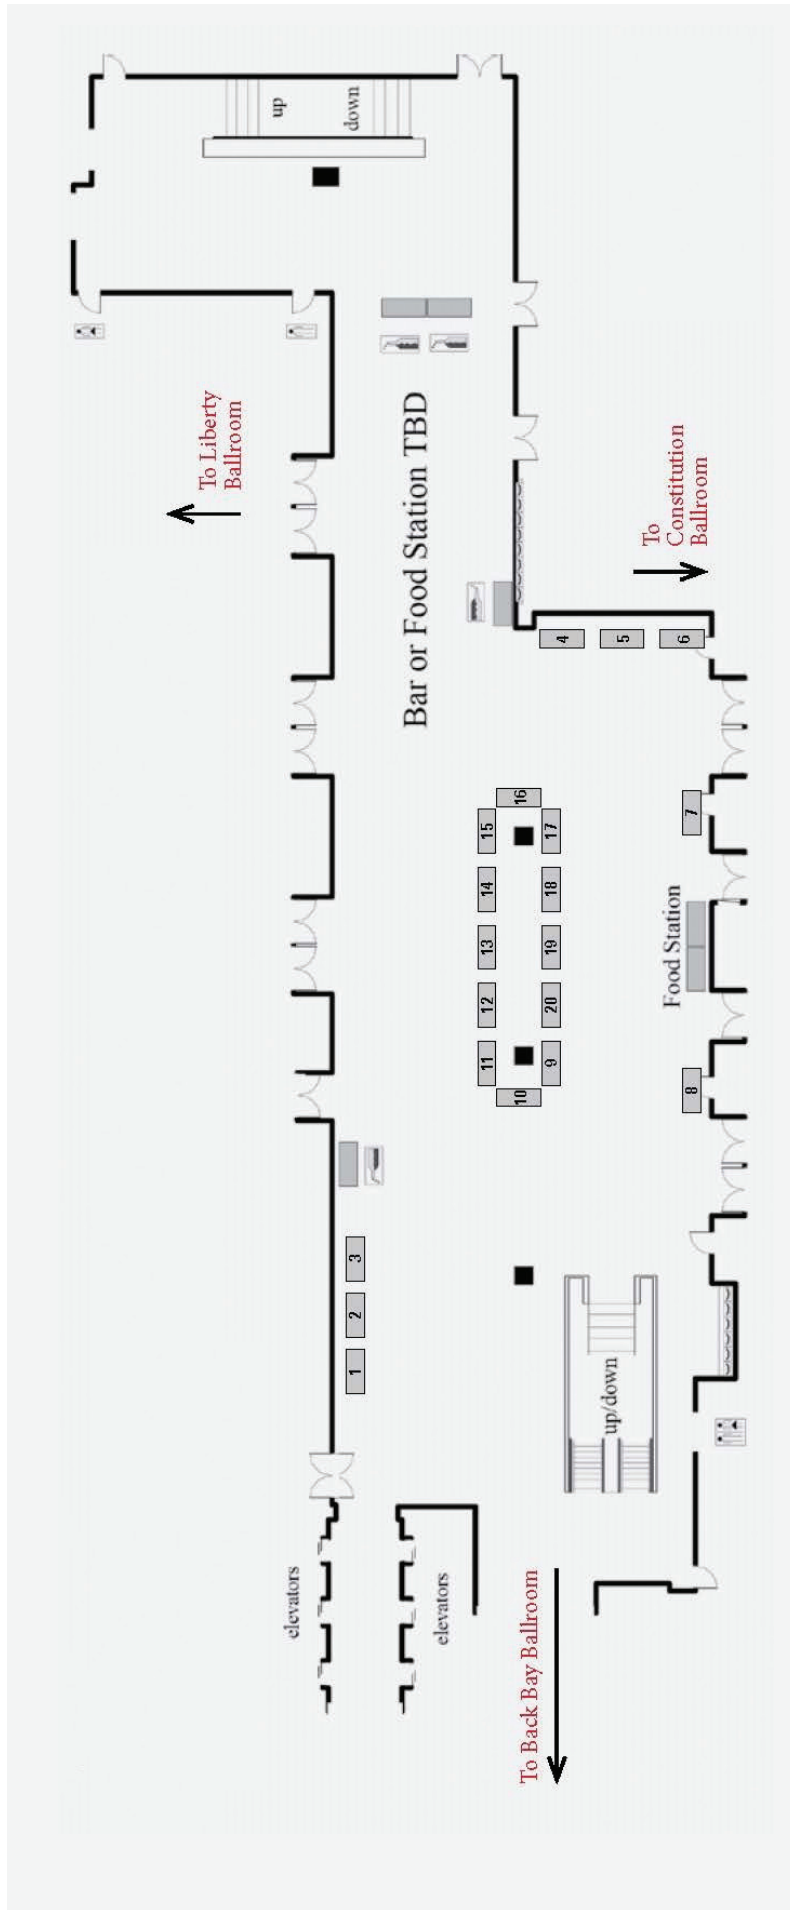 up
down
To Liberty
Ballroom
Bar or Food Station TBD
To
Constitution
Ballroom
4
5
6
7
16
15
17
14
18
13
19
12
20
11
9
10
Food Station
8
3
2
1
up/down
elevators
elevators
To Back Bay Ballroom